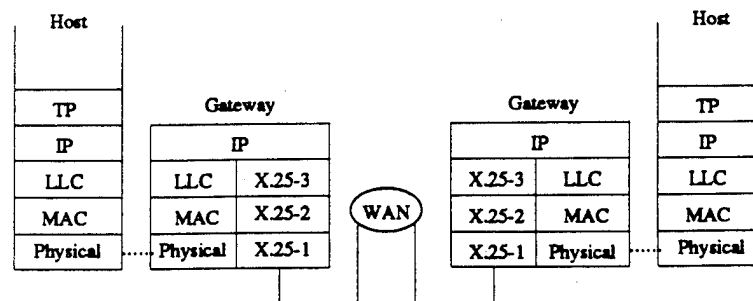 Host
Host
Gateway
Gateway
TP
TP
IP
IP
IP
IP
LLC
LLC
X.25-3
X.25-3
LLC
LLC
MAC
MAC
X.25-2
WAN
X.25-2
MAC
MAC
Physical
Physical
X.25-1
X.25-1
Physical
Physical